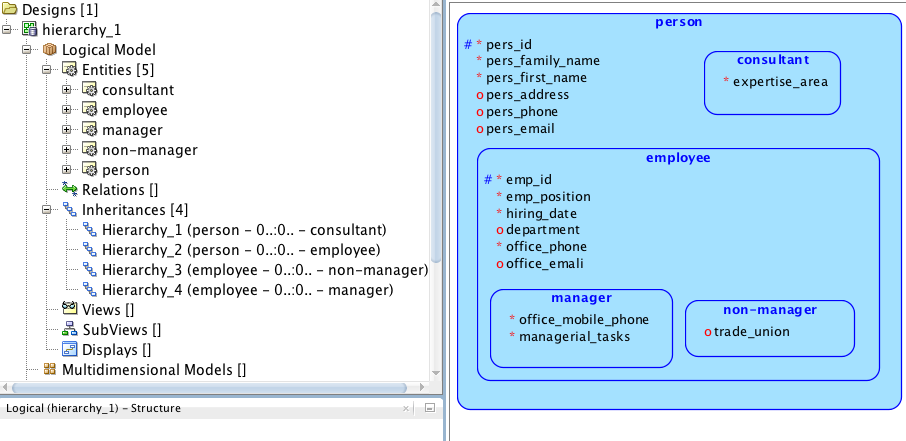 Designs [1]
hierarchy_1
Logical Model
Entities [5]
consultant
employee
manager
non-manager
person
Relations []
Inheritances [4]
Hierarchy_1 (person - 0..:0.. - consultant)
Hierarchy_2 (person - 0..:0.. - employee)
Hierarchy_3 (employee - 0..:0.. - non-manager)
Hierarchy_4 (employee - 0..:0.. - manager)
Views []
SubViews []
Displays []
Multidimensional Models []
Logical (hierarchy_1) - Structure
person
# * pers_id
* pers_family_name
* pers_first_name
o pers_address
o pers_phone
o pers_email
consultant
* expertise_area
employee
# * emp_id
* emp_position
* hiring_date
o department
* office_phone
o office_emali
manager
* office_mobile_phone
* managerial_tasks
non-manager
o trade_union